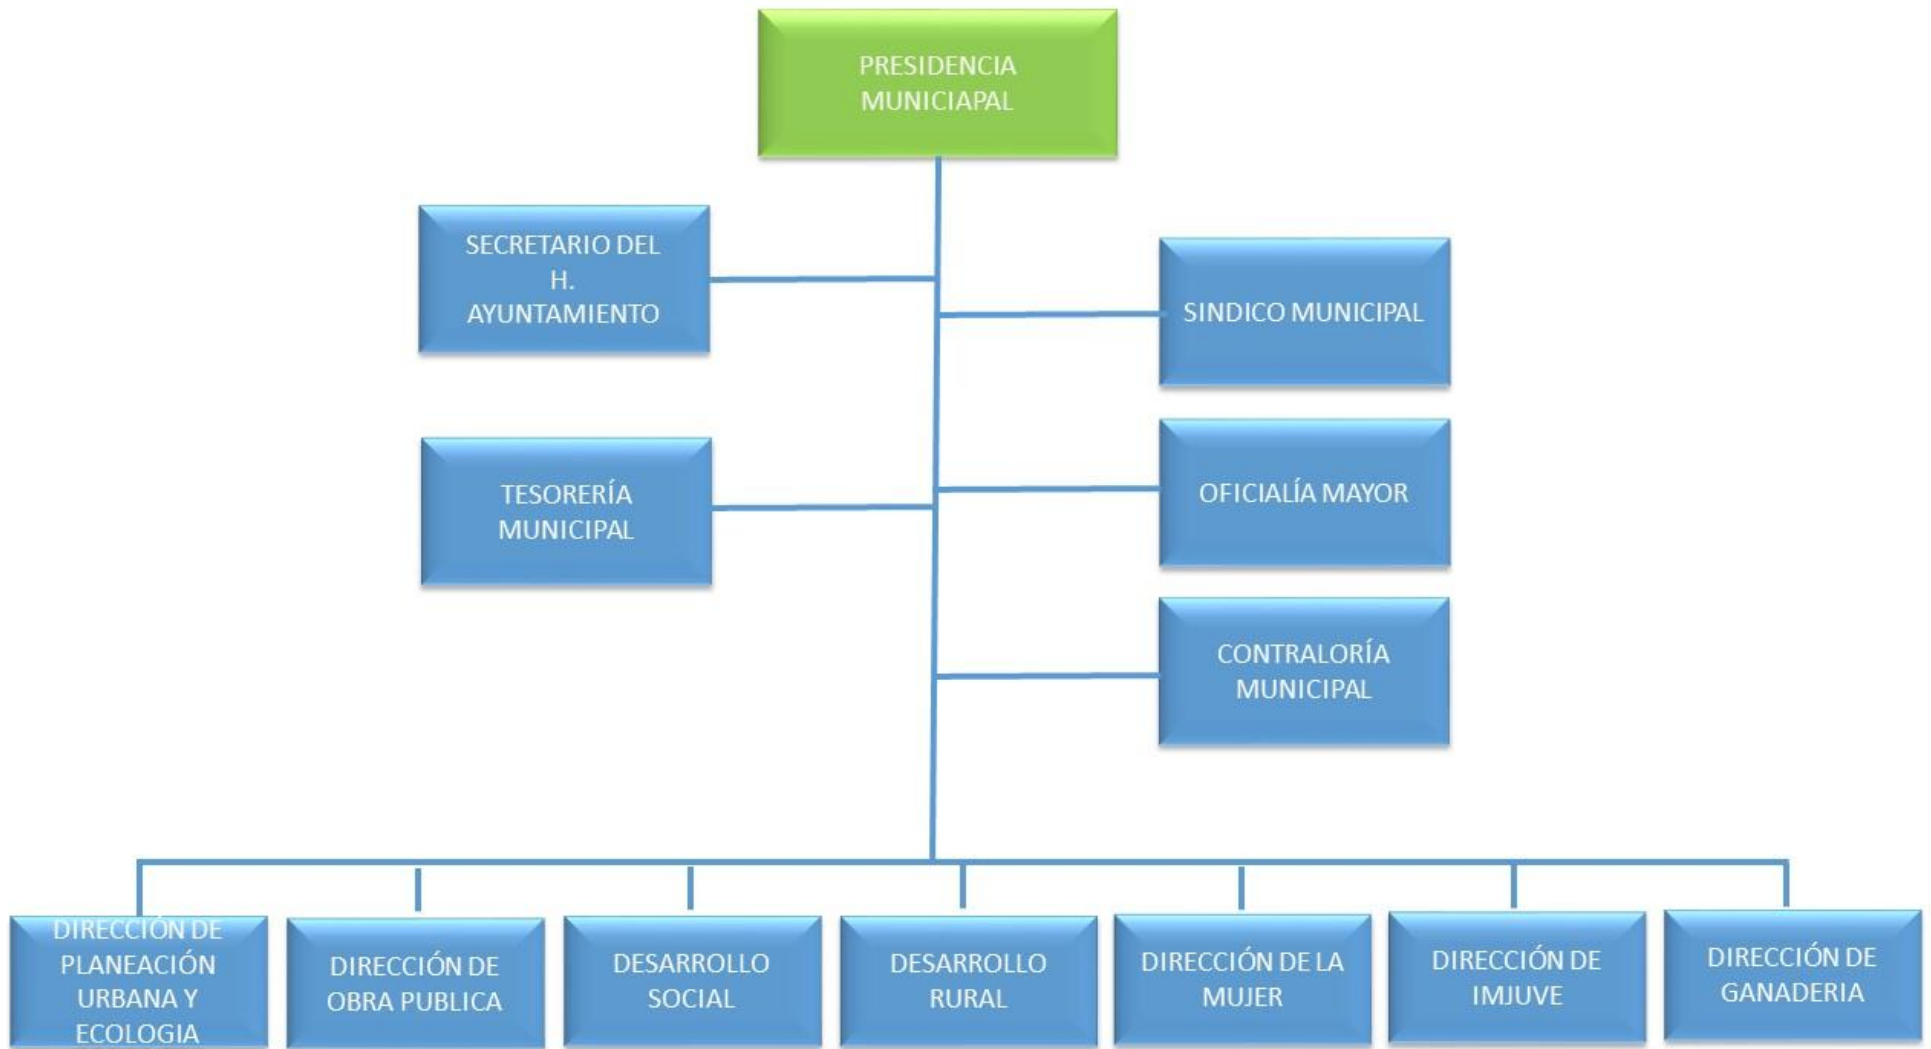 PRESIDENCIA
MUNICIAPAL
SECRETARIO DEL
H.
AYUNTAMIENTO
SINDICO MUNICIPAL
TESORERÍA
MUNICIPAL
OFICIALÍA MAYOR
CONTRALORÍA
MUNICIPAL
DIRECCIÓN DE
PLANEACIÓN
URBANA Y
ECOLOGIA
DIRECCIÓN DE
OBRA PUBLICA
DESARROLLO
SOCIAL
DESARROLLO
RURAL
DIRECCIÓN DE LA
MUJER
DIRECCIÓN DE
IMJUVE
DIRECCIÓN DE
GANADERIA